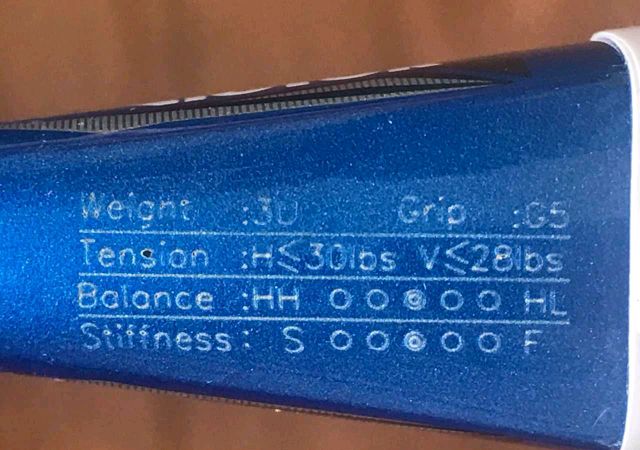 Weight :3U Grip :G5
Tension :H≤30lbs V≤28lbs
Balance :HH ○○◎○○ HL
Stiffness: S ○○◎○○ F